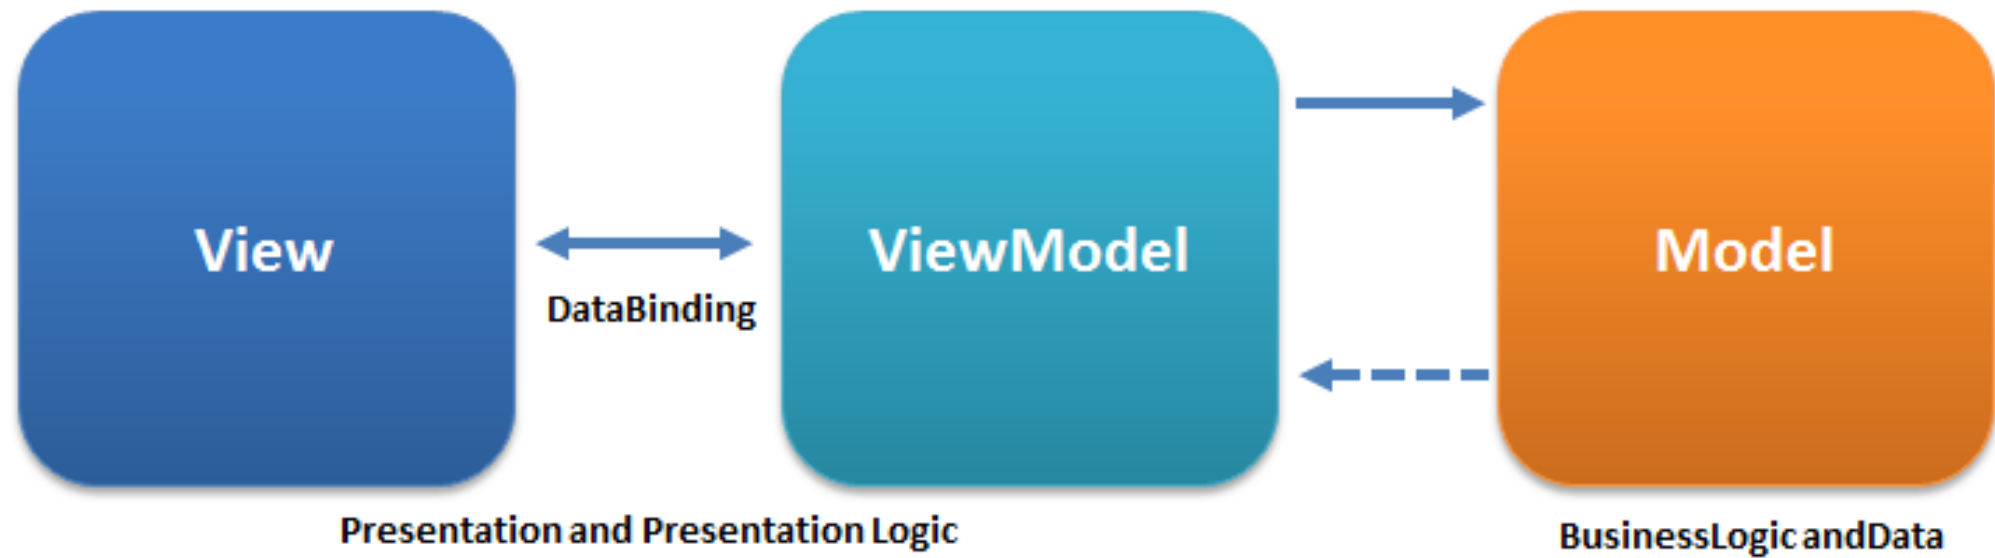 View
ViewModel
Model
DataBinding
Presentation and Presentation Logic
BusinessLogic andData